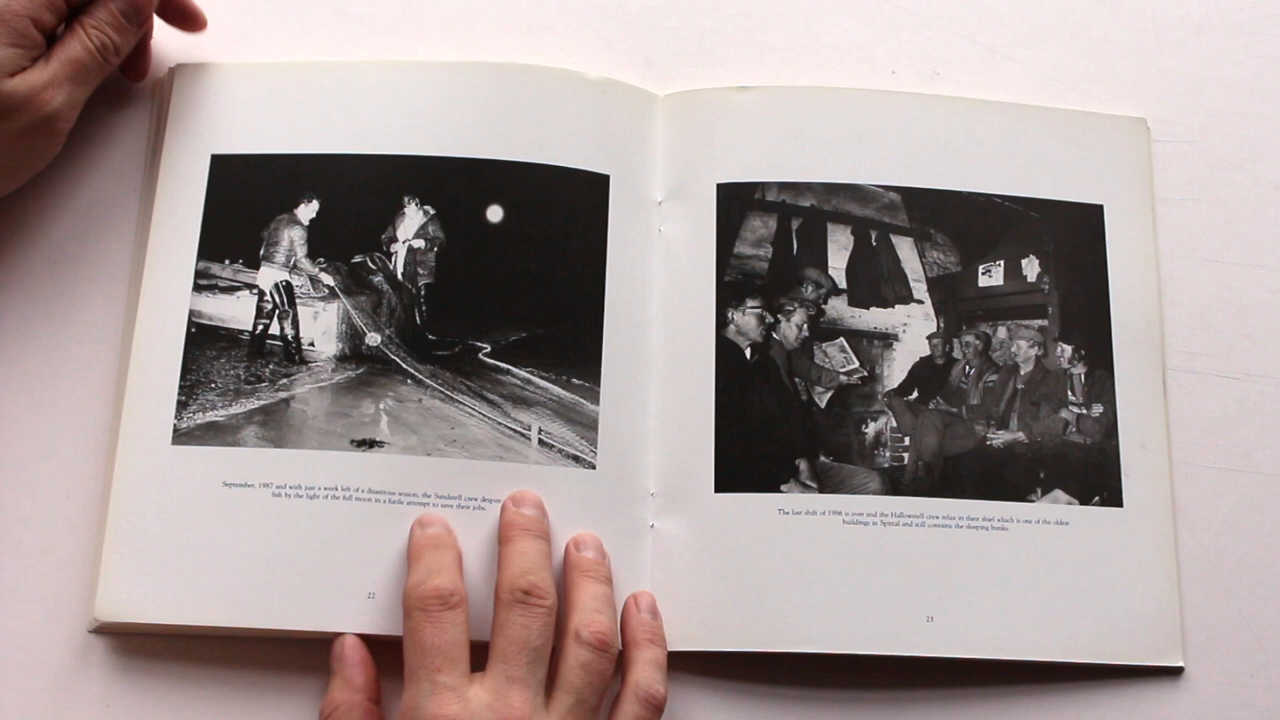 September, 1987 and with just a week left of a disastrous season, the Sandstell crew
fish by the light of the full moon in a futile attempt to save their jobs.
22
The last shift of 1986 is over and the Hallowstell crew relax in their shiel which is one of the oldest
buildings in Spittal and still contains the sleeping bunks.
23